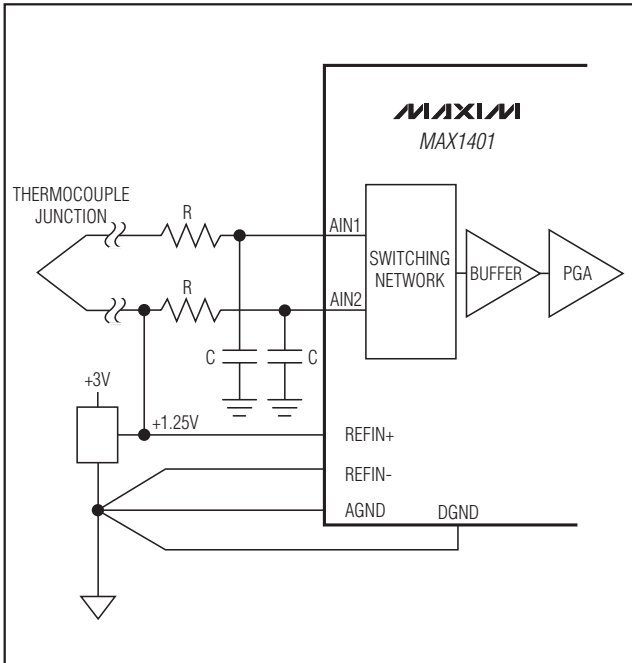 MAXIM
MAX1401
THERMOCOUPLE
JUNCTION
R
AIN1
SWITCHING
NETWORK
BUFFER
PGA
R
AIN2
C
C
+3V
+1.25V
REFIN+
REFIN-
AGND
DGND